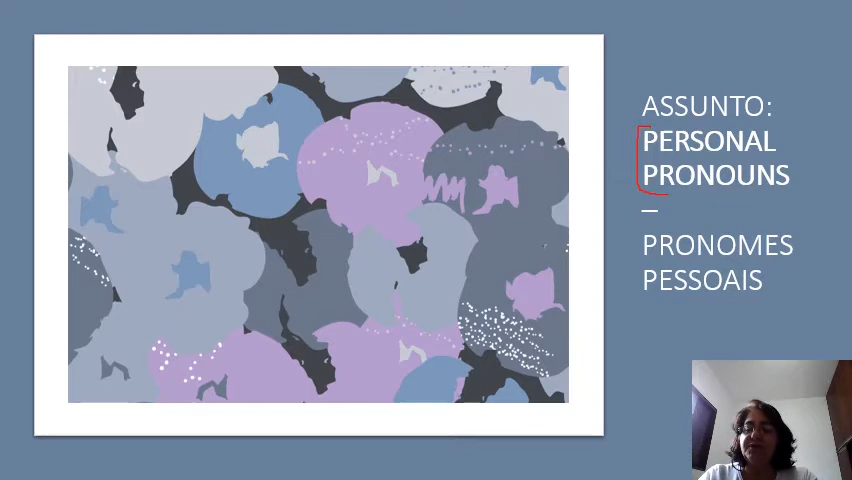 ASSUNTO:
PERSONAL
PRONOUNS
–
PRONOMES
PESSOAIS